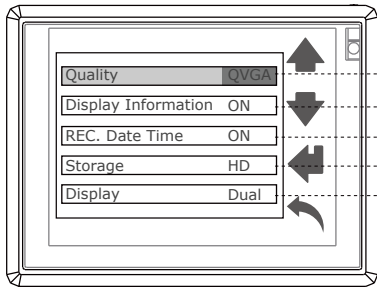 Quality QVGA
Display Information ON
REC. Date Time ON
Storage HD
Display Dual